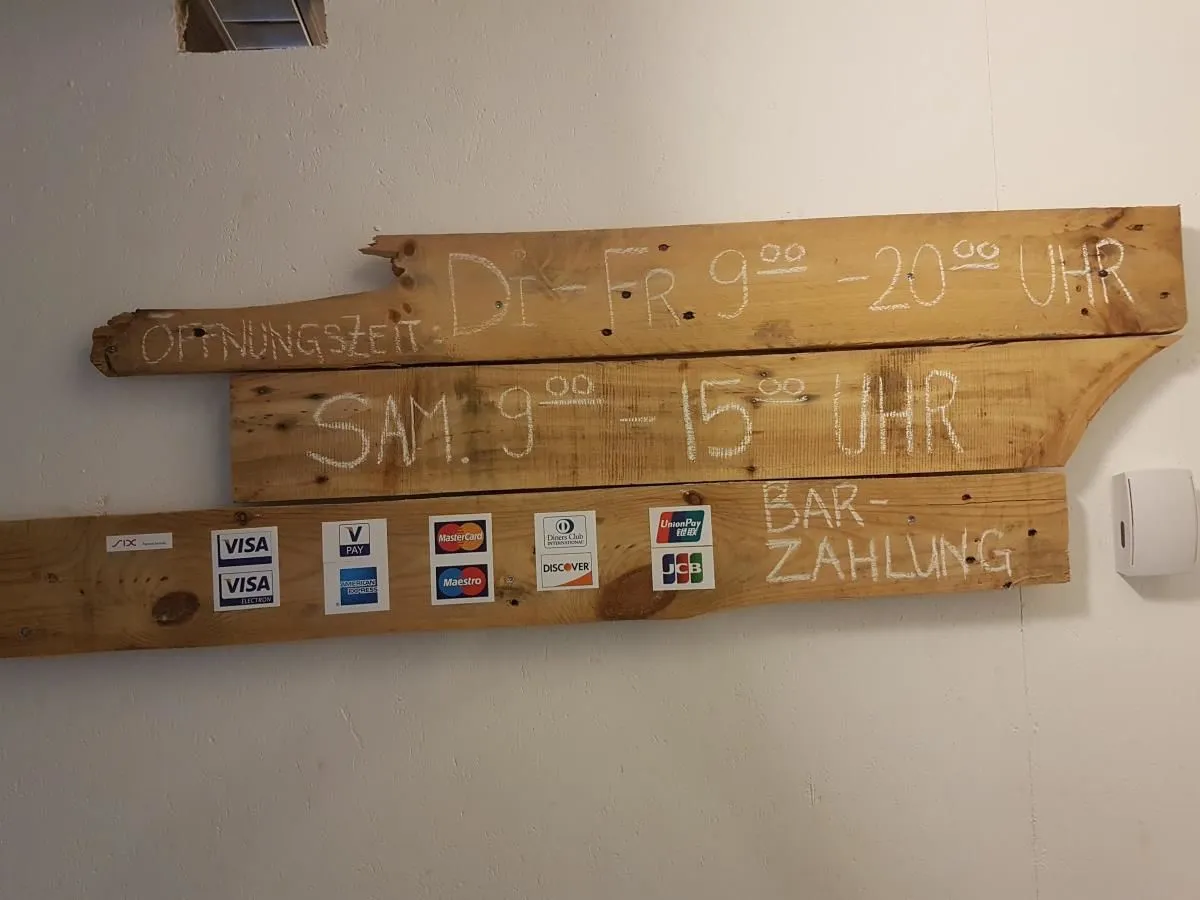 ÖFFNUNGSZEIT: Di-FR 9⁰⁰ - 20⁰⁰ UHR
SAM. 9⁰⁰ - 15⁰⁰ UHR
SIX
VISA
VISA
ELECTRON
V
PAY
AMERICAN
EXPRESS
MasterCard
Maestro
Diners Club
INTERNATIONAL
DISCOVER
UnionPay
银联
JCB
BAR-
ZAHLUNG